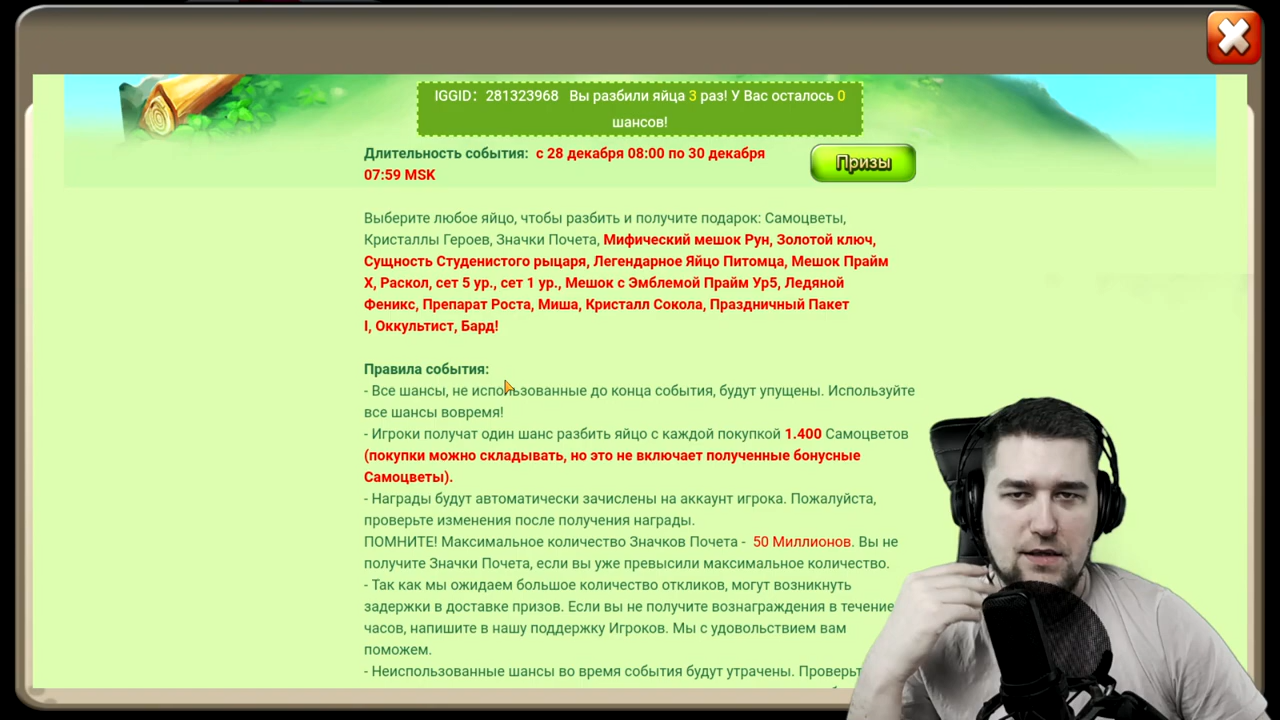 IGGID: 281323968 Вы разбили яйца 3 раз! У Вас осталось 0
шансов!
Длительность события: с 28 декабря 08:00 по 30 декабря
07:59 MSK
Призы
Выберите любое яйцо, чтобы разбить и получите подарок: Самоцветы,
Кристаллы Героев, Значки Почета, Мифический мешок Рун, Золотой ключ,
Сущность Студенистого рыцаря, Легендарное Яйцо Питомца, Мешок Прайм
X, Раскол, сет 5 ур., сет 1 ур., Мешок с Эмблемой Прайм Ур5, Ледяной
Феникс, Препарат Роста, Миша, Кристалл Сокола, Праздничный Пакет
I, Оккультист, Бард!
Правила события:
- Все шансы, не использованные до конца события, будут упущены. Используйте
все шансы вовремя!
- Игроки получат один шанс разбить яйцо с каждой покупкой 1.400 Самоцветов
(покупки можно складывать, но это не включает полученные бонусные
Самоцветы).
- Награды будут автоматически зачислены на аккаунт игрока. Пожалуйста,
проверьте изменения после получения награды.
ПОМНИТЕ! Максимальное количество Значков Почета - 50 Миллионов. Вы не
получите Значки Почета, если вы уже превысили максимальное количество.
- Так как мы ожидаем большое количество откликов, могут возникнуть
задержки в доставке призов. Если вы не получите вознаграждения в течение
часов, напишите в нашу поддержку Игроков. Мы с удовольствием вам
поможем.
- Неиспользованные шансы во время события будут утрачены.